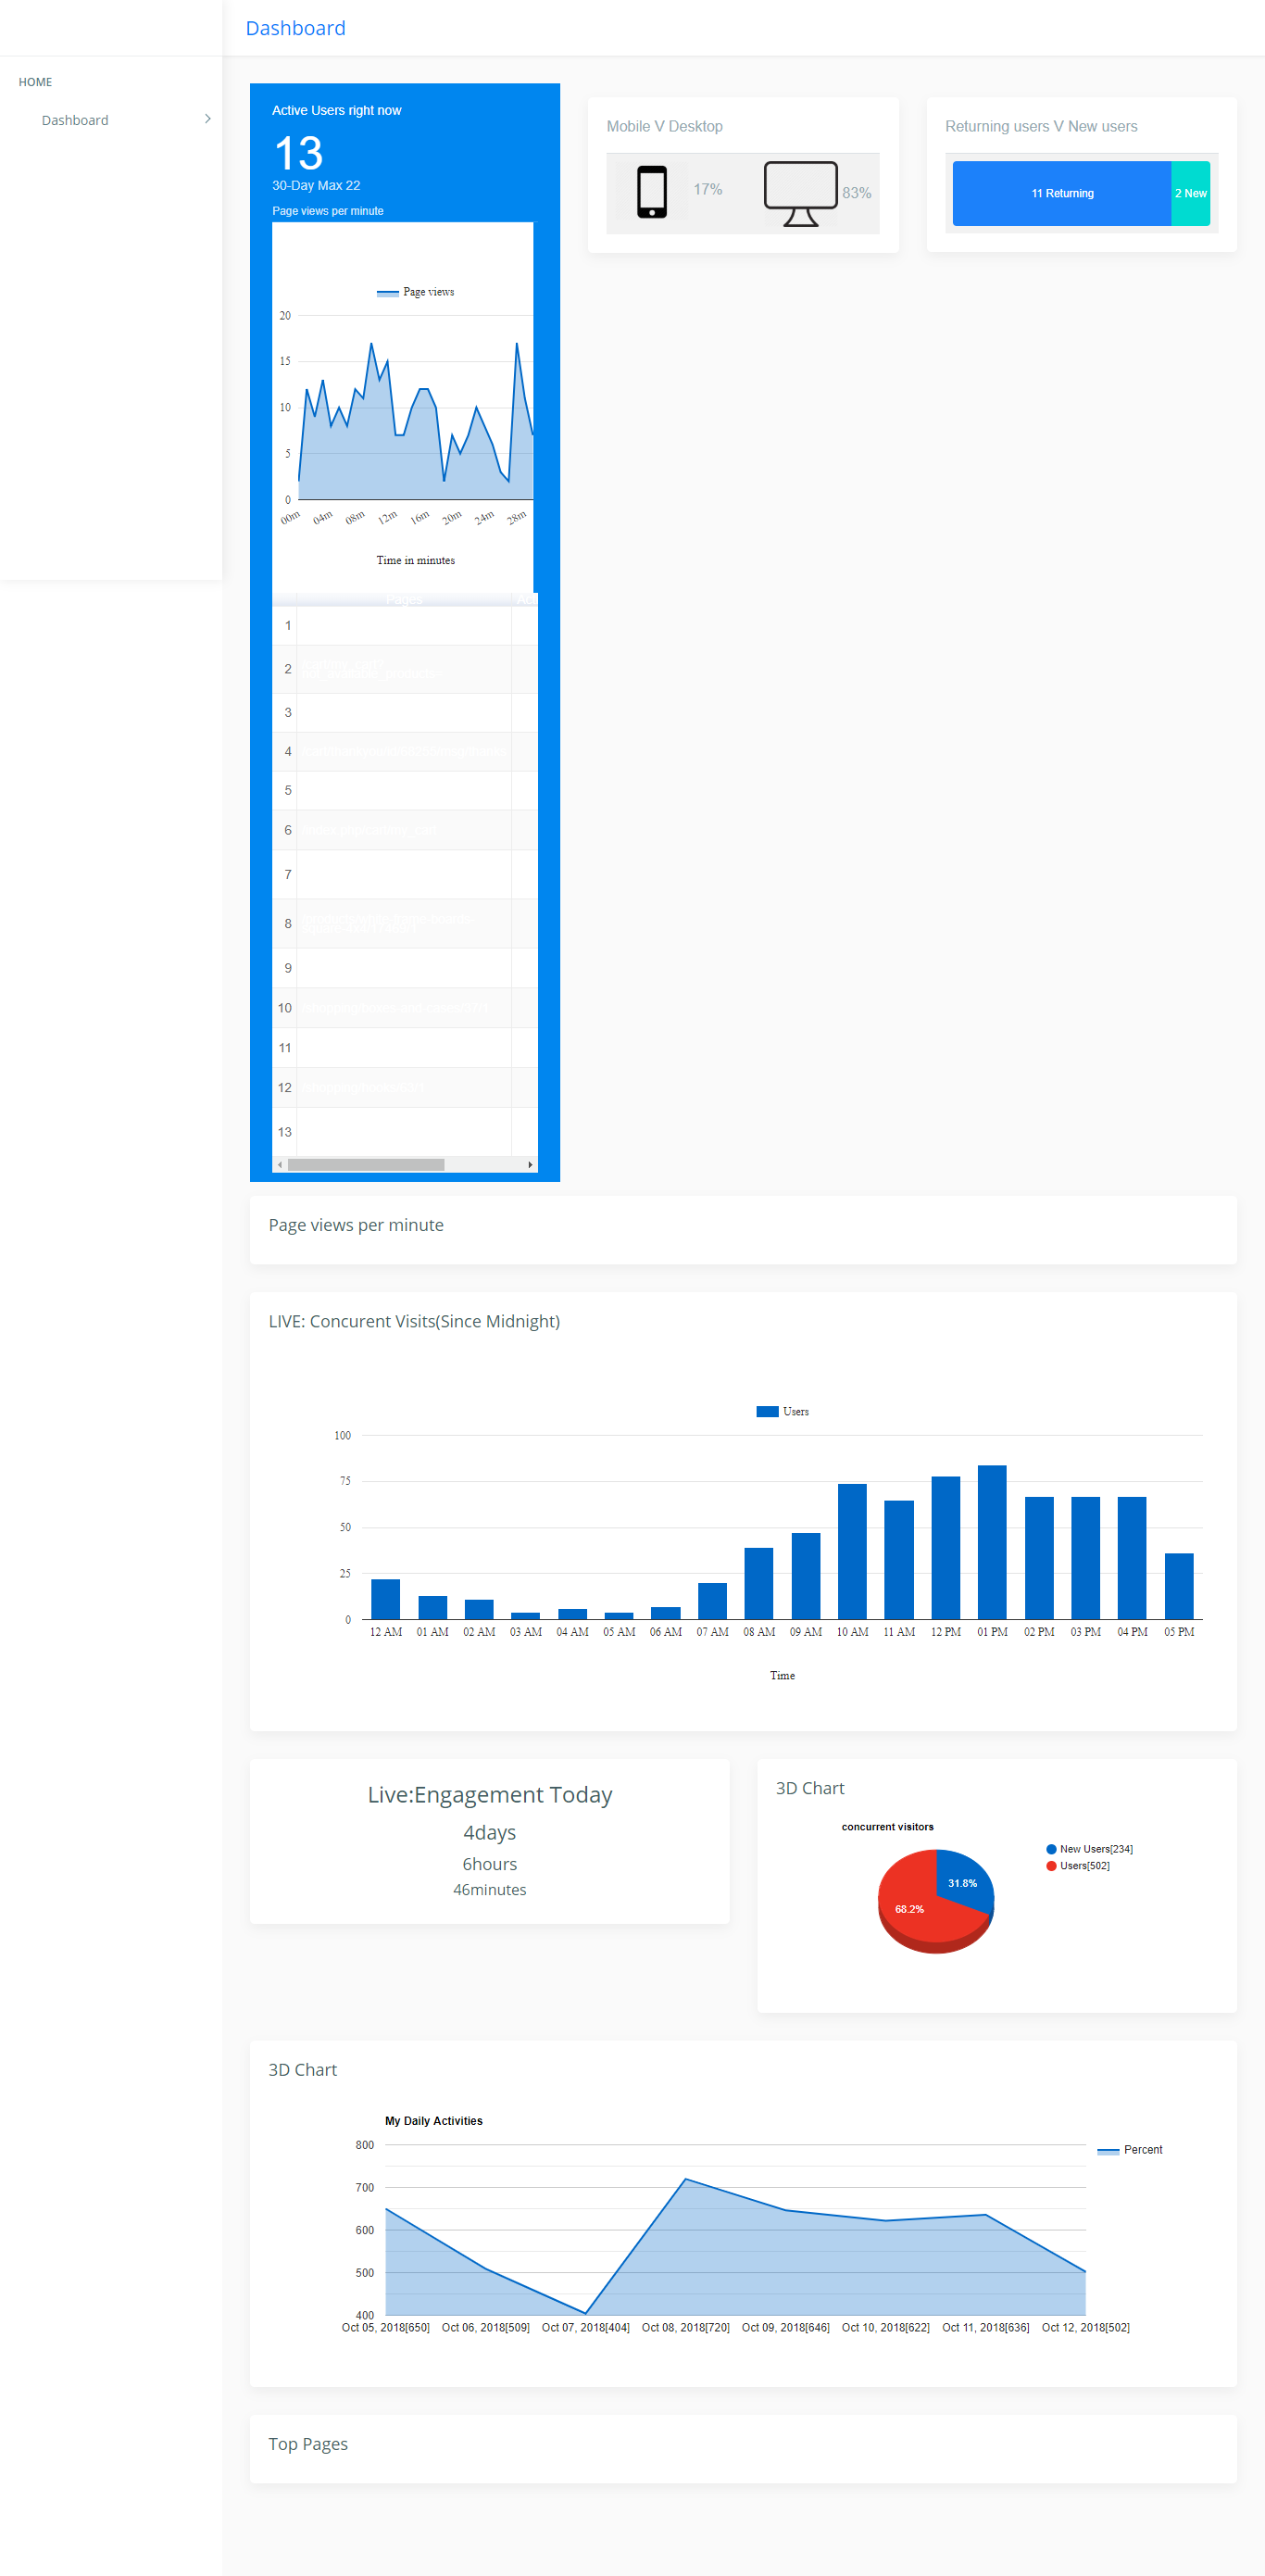 Dashboard
HOME
Dashboard
Active Users right now
13
30-Day Max 22
Page views per minute
Page views
20
15
10
5
0
00m 04m 08m 12m 16m 20m 24m 28m
Time in minutes
Pages
1
2
3
4
5
6
7
8
9
10
11
12
13
Mobile V Desktop
17%
83%
Returning users V New users
11 Returning
2 New
Page views per minute
LIVE: Concurent Visits(Since Midnight)
Users
100
75
50
25
0
12 AM 01 AM 02 AM 03 AM 04 AM 05 AM 06 AM 07 AM 08 AM 09 AM 10 AM 11 AM 12 PM 01 PM 02 PM 03 PM 04 PM 05 PM
Time
Live:Engagement Today
4days
6hours
46minutes
3D Chart
concurrent visitors
New Users[234]
Users[502]
31.8%
68.2%
3D Chart
My Daily Activities
Percent
800
700
600
500
400
Oct 05, 2018[650] Oct 06, 2018[509] Oct 07, 2018[404] Oct 08, 2018[720] Oct 09, 2018[646] Oct 10, 2018[622] Oct 11, 2018[636] Oct 12, 2018[502]
Top Pages